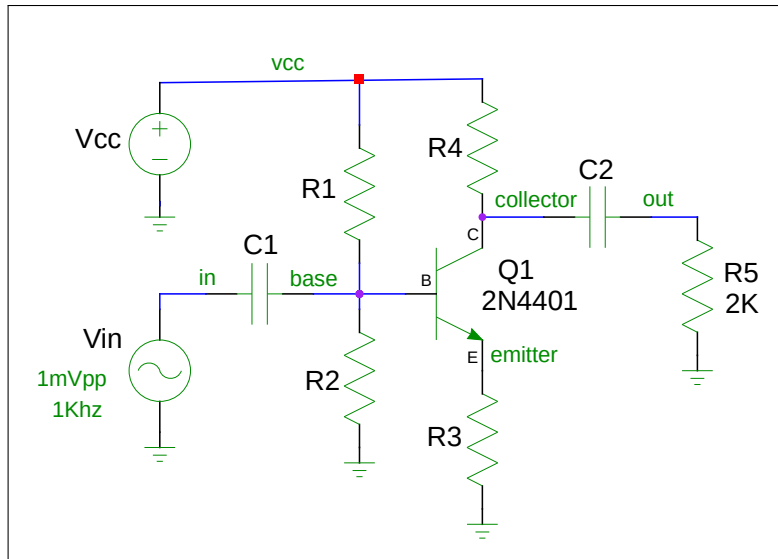 vcc
Vcc
R4
R1
C2
collector
out
C
C1
in
base
B
Q1
2N4401
R5
2K
Vin
1mVpp
1Khz
R2
E
emitter
R3